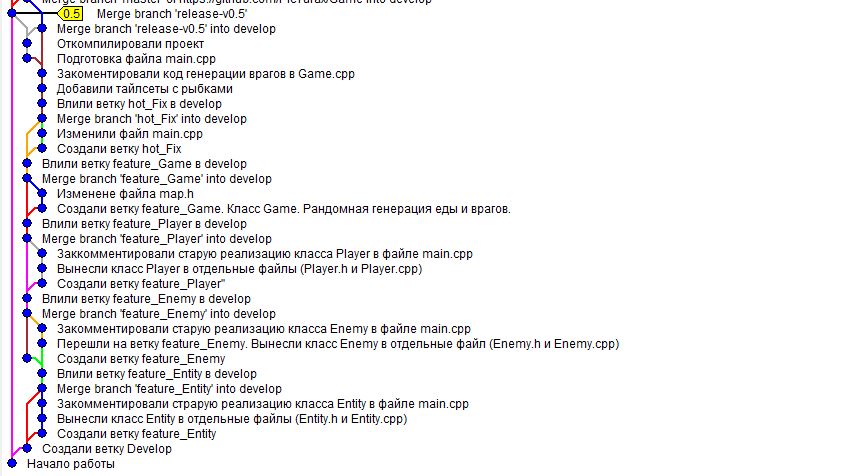 Merge branch 'master' of https://github.com/
Game into develop
0.5 Merge branch 'release-v0.5'
Merge branch 'release-v0.5' into develop
Откомпилировали проект
Подготовка файла main.cpp
Закоментировали код генерации врагов в Game.cpp
Добавили тайлсеты с рыбками
Влили ветку hot_Fix в develop
Merge branch 'hot_Fix' into develop
Изменили файл main.cpp
Создали ветку hot_Fix
Влили ветку feature_Game в develop
Merge branch 'feature_Game' into develop
Изменене файла map.h
Создали ветку feature_Game. Класс Game. Рандомная генерация еды и врагов.
Влили ветку feature_Player в develop
Merge branch 'feature_Player' into develop
Заккомментировали старую реализацию класса Player в файле main.cpp
Вынесли класс Player в отдельные файлы (Player.h и Player.cpp)
Создали ветку feature_Player"
Влили ветку feature_Enemy в develop
Merge branch 'feature_Enemy' into develop
Закомментировали старую реализацию класса Enemy в файле main.cpp
Перешли на ветку feature_Enemy. Вынесли класс Enemy в отдельные файл (Enemy.h и Enemy.cpp)
Создали ветку feature_Enemy
Влили ветку feature_Entity в develop
Merge branch 'feature_Entity' into develop
Закомментировали страрую реализацию класса Entity в файле main.cpp
Вынесли класс Entity в отдельные файлы (Entity.h и Entity.cpp)
Создали ветку feature_Entity
Создали ветку Develop
Начало работы